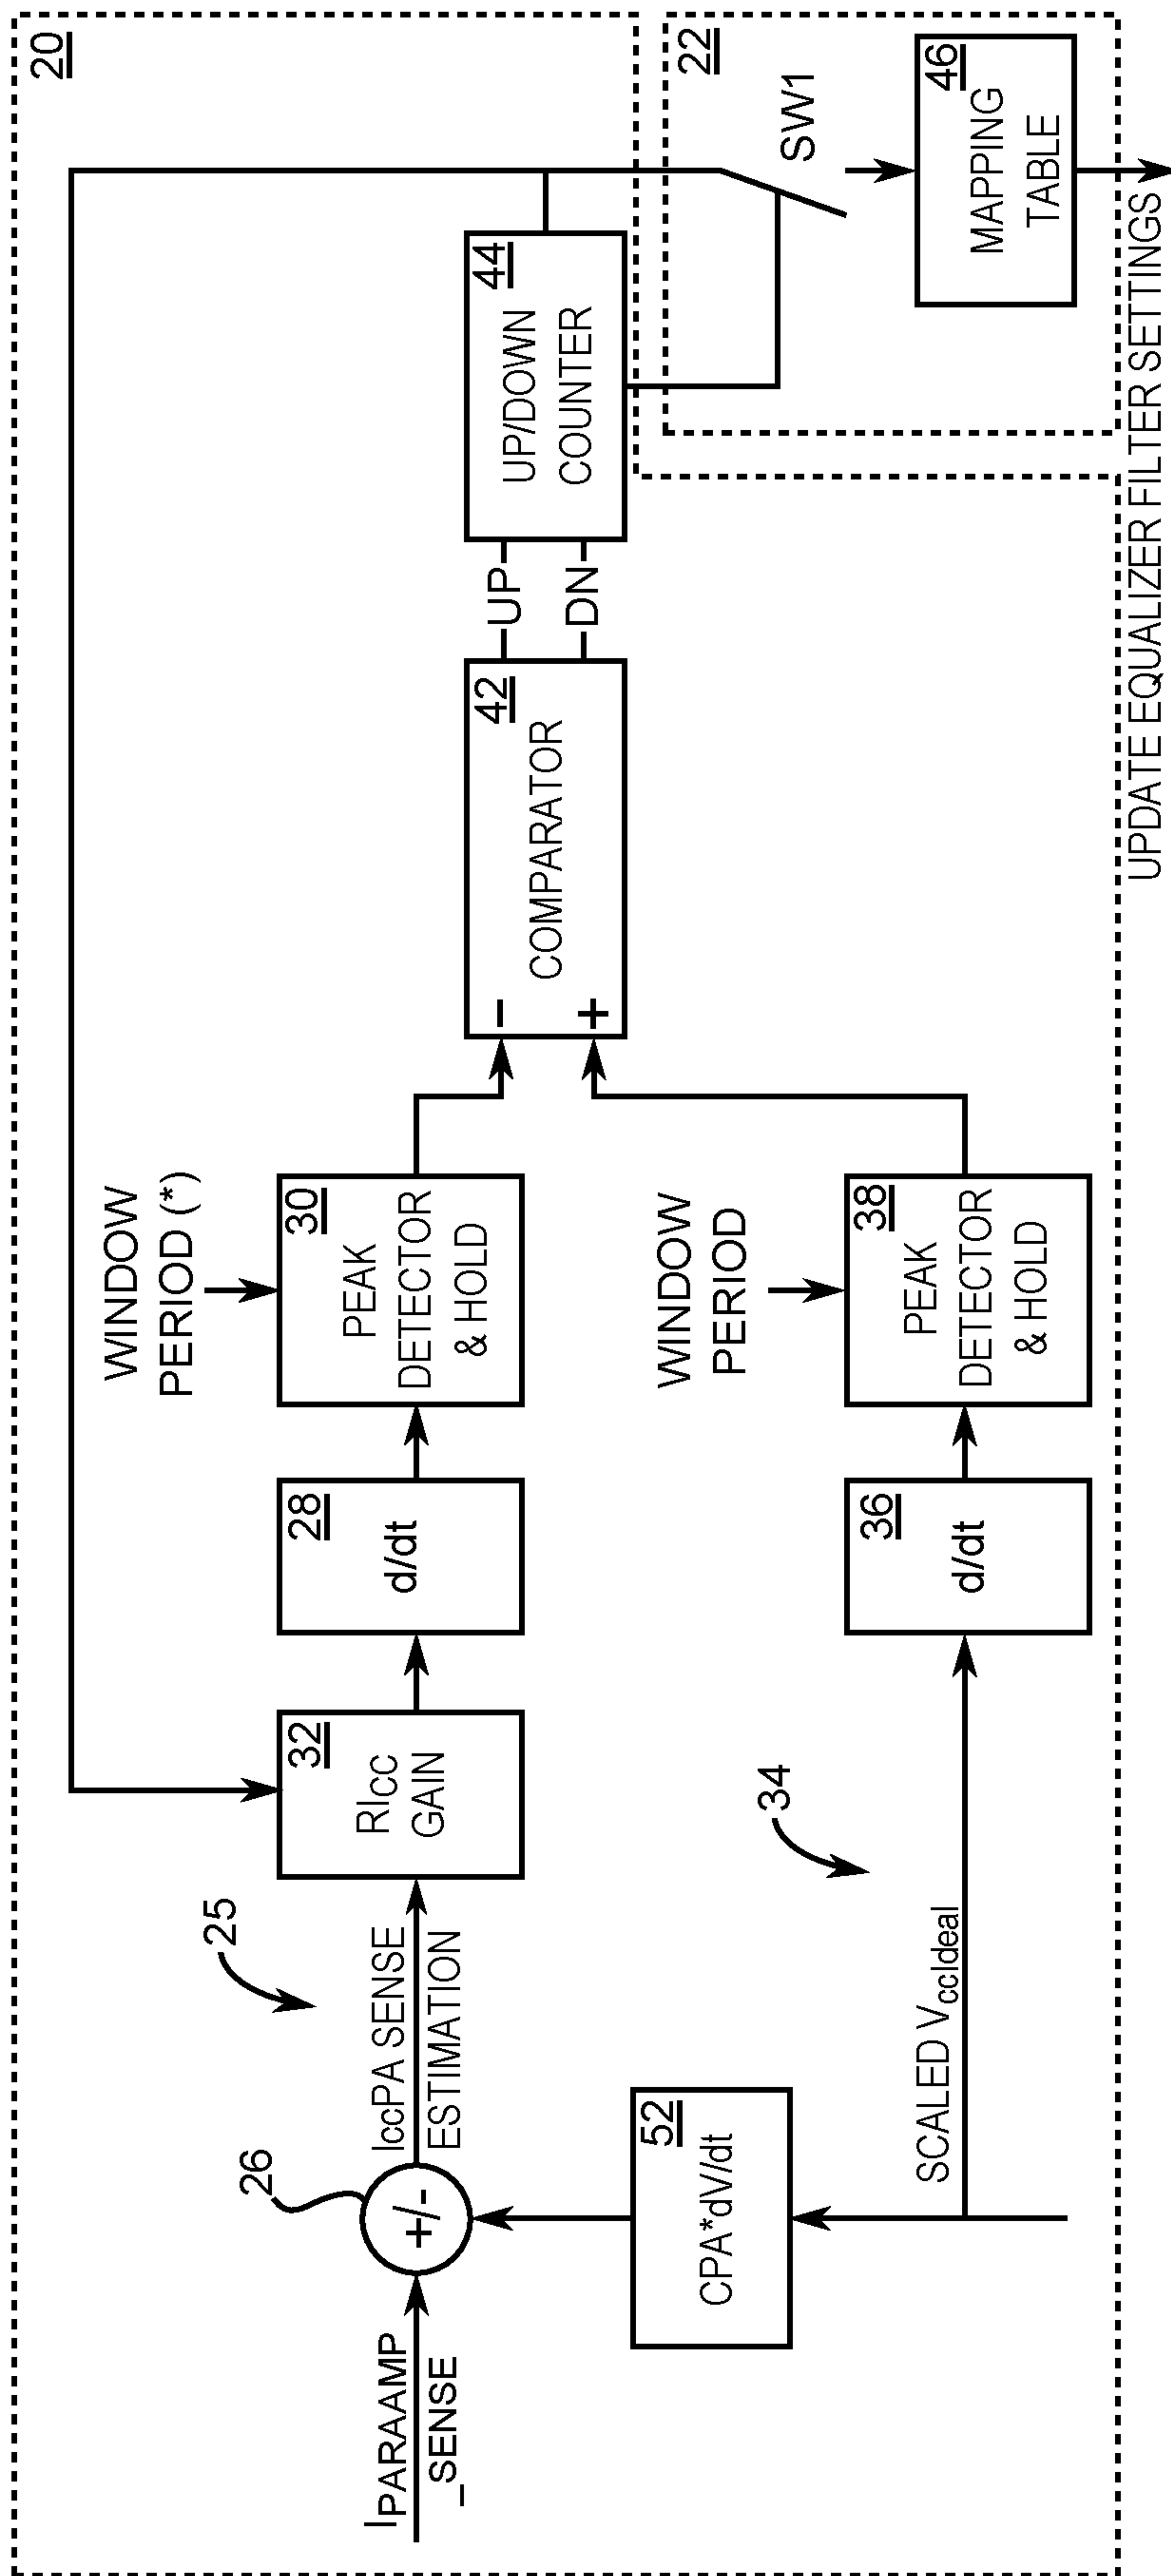 20
22
46
MAPPING
TABLE
SW1
44
UP/DOWN
COUNTER
UP
DN
42
COMPARATOR
-
+
WINDOW
PERIOD (*)
30
PEAK
DETECTOR
& HOLD
WINDOW
PERIOD
38
PEAK
DETECTOR
& HOLD
28
d/dt
36
d/dt
32
RICC
GAIN
34
25
IccPA SENSE
ESTIMATION
26
+/-
52
CPA*dV/dt
SCALED VccIdeal
IPARAAMP
_SENSE
UPDATE EQUALIZER FILTER SETTINGS